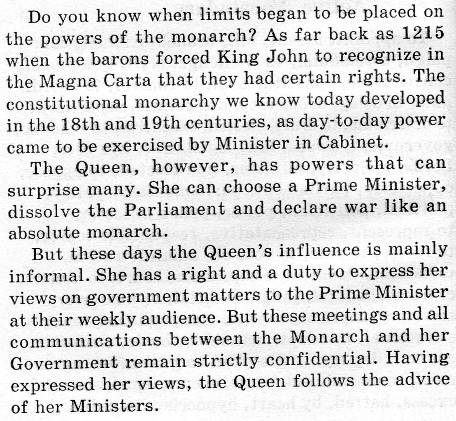 Do you know when limits began to be placed on
the powers of the monarch? As far back as 1215
when the barons forced King John to recognize in
the Magna Carta that they had certain rights. The
constitutional monarchy we know today developed
in the 18th and 19th centuries, as day-to-day power
came to be exercised by Minister in Cabinet.
The Queen, however, has powers that can
surprise many. She can choose a Prime Minister,
dissolve the Parliament and declare war like an
absolute monarch.
But these days the Queen's influence is mainly
informal. She has a right and a duty to express her
views on government matters to the Prime Minister
at their weekly audience. But these meetings and all
communications between the Monarch and her
Government remain strictly confidential. Having
expressed her views, the Queen follows the advice
of her Ministers.